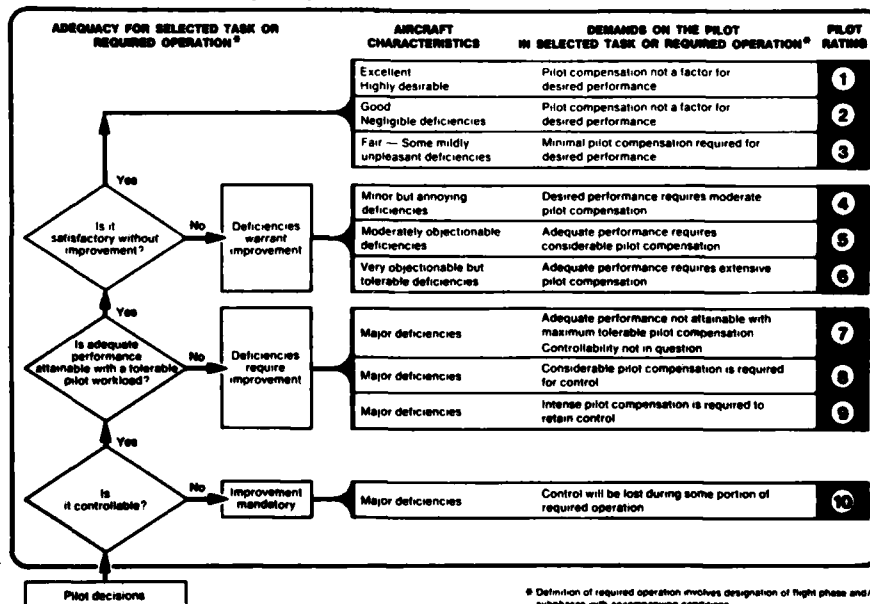 ADEQUACY FOR SELECTED TASK OR
REQUIRED OPERATION*
AIRCRAFT
CHARACTERISTICS
DEMANDS ON THE PILOT
IN SELECTED TASK OR REQUIRED OPERATION*
PILOT
RATING
Excellent
Highly desirable
Pilot compensation not a factor for
desired performance
1
Good
Negligible deficiencies
Pilot compensation not a factor for
desired performance
2
Fair — Some mildly
unpleasant deficiencies
Minimal pilot compensation required for
desired performance
3
Yes
Is it
satisfactory without
improvement?
No
Deficiencies
warrant
improvement
Minor but annoying
deficiencies
Desired performance requires moderate
pilot compensation
4
Moderately objectionable
deficiencies
Adequate performance requires
considerable pilot compensation
5
Very objectionable but
tolerable deficiencies
Adequate performance requires extensive
pilot compensation
6
Yes
Is adequate
performance
attainable with a tolerable
pilot workload?
No
Deficiencies
require
improvement
Major deficiencies
Adequate performance not attainable with
maximum tolerable pilot compensation
Controllability not in question
7
Major deficiencies
Considerable pilot compensation is required
for control
8
Major deficiencies
Intense pilot compensation is required to
retain control
9
Yes
Is
it controllable?
No
Improvement
mandatory
Major deficiencies
Control will be lost during some portion of
required operation
10
Pilot decisions
* Definition of required operation involves designation of flight phase and/
subphases with accompanying conditions